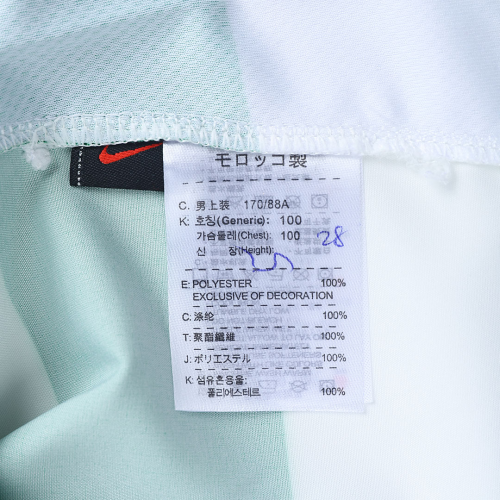 モロッコ製
C. 男上装 170/88A
K: 호칭(Generic): 100
가슴둘레(Chest): 100
28
신 장(Height):
E: POLYESTER 100%
EXCLUSIVE OF DECORATION
C: 涤纶 100%
T: 聚酯纖維 100%
J: ポリエステル 100%
K: 섬유혼용율:
폴리에스테르 100%